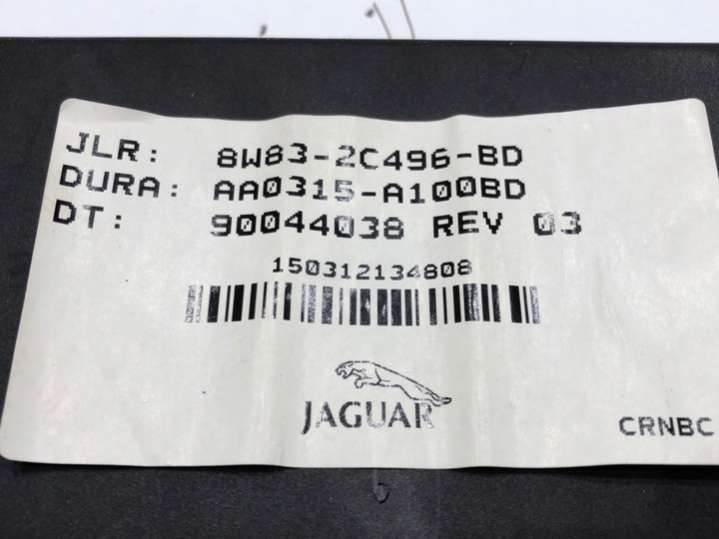 JLR: 8W83-2C496-BD
DURA: AA0315-A100BD
DT: 90044038 REV 03
150312134808
JAGUAR
CRNBC